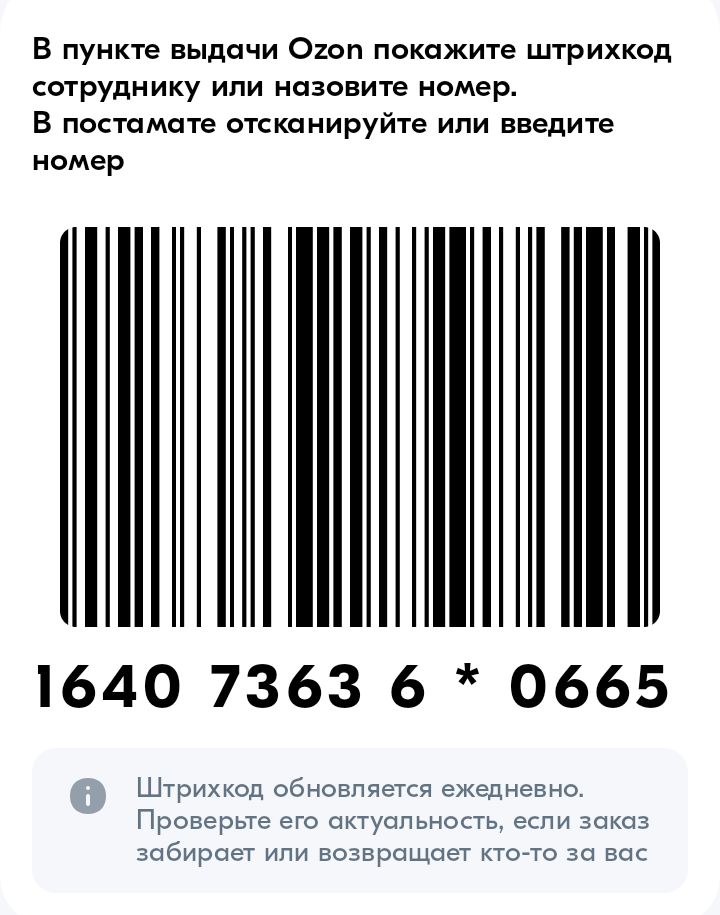 В пункте выдачи Ozon покажите штрихкод
сотруднику или назовите номер.
В постамате отсканируйте или введите
номер
1640 7363 6 * 0665
Штрихкод обновляется ежедневно.
Проверьте его актуальность, если заказ
забирает или возвращает кто-то за вас